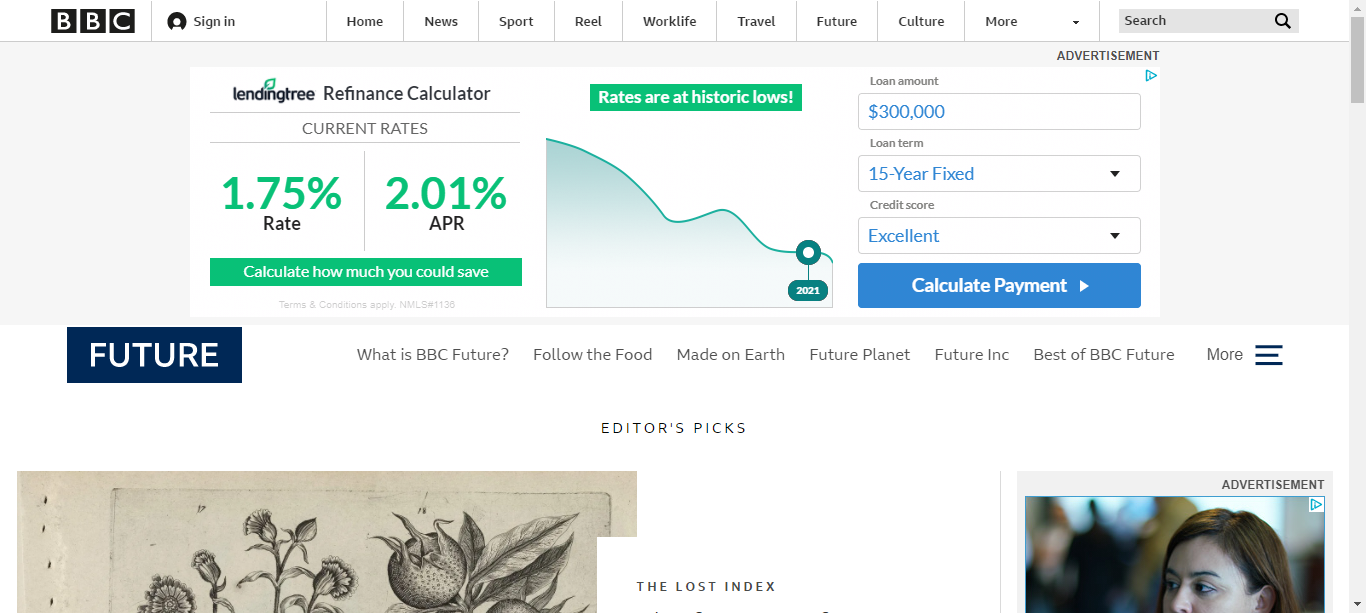 BBC
Sign in
Home
News
Sport
Reel
Worklife
Travel
Future
Culture
More
Search
ADVERTISEMENT
lendingtree Refinance Calculator
CURRENT RATES
1.75%
Rate
2.01%
APR
Calculate how much you could save
Terms & Conditions apply. NMLS#1136
Rates are at historic lows!
2021
Loan amount
$300,000
Loan term
15-Year Fixed
Credit score
Excellent
Calculate Payment
FUTURE
What is BBC Future?
Follow the Food
Made on Earth
Future Planet
Future Inc
Best of BBC Future
More
EDITOR'S PICKS
THE LOST INDEX
ADVERTISEMENT